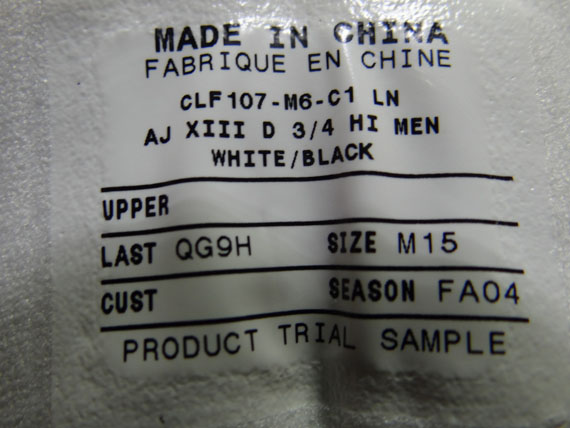 MADE IN CHINA
FABRIQUE EN CHINE
CLF107-M6-C1 LN
AJ XIII D 3/4 HI MEN
WHITE/BLACK
UPPER
LAST QG9H SIZE M15
CUST SEASON FA04
PRODUCT TRIAL SAMPLE